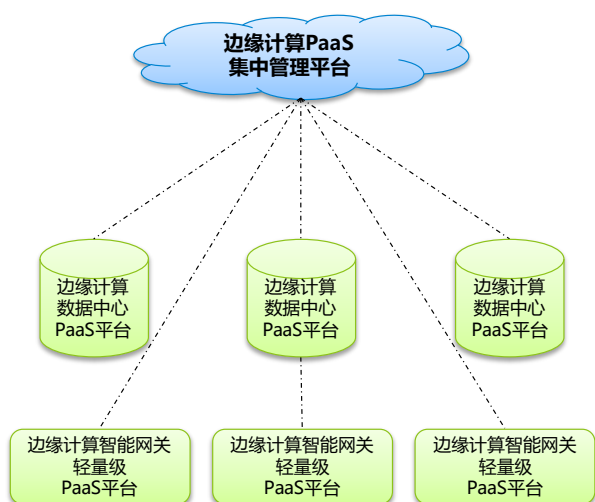 边缘计算PaaS
集中管理平台
边缘计算
数据中心
PaaS平台
边缘计算
数据中心
PaaS平台
边缘计算
数据中心
PaaS平台
边缘计算智能网关
轻量级
PaaS平台
边缘计算智能网关
轻量级
PaaS平台
边缘计算智能网关
轻量级
PaaS平台